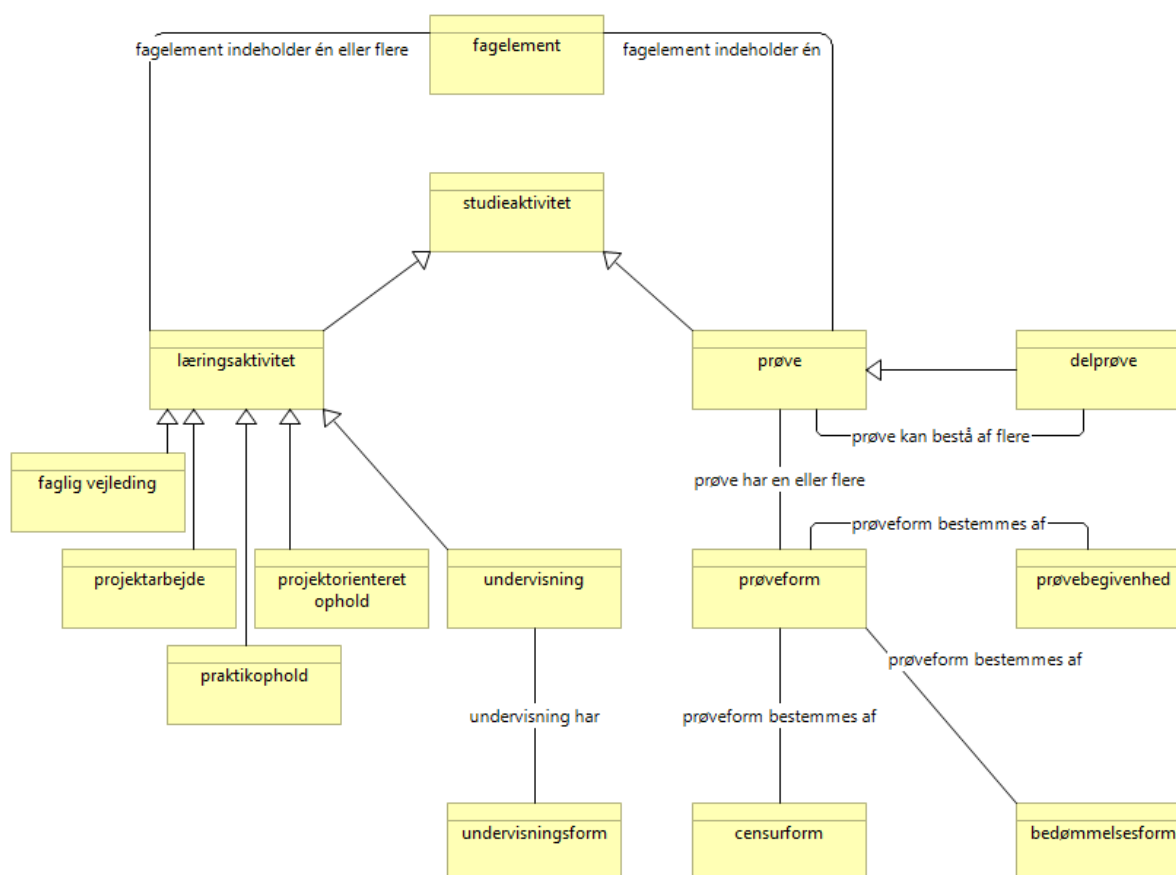 fagelement
fagelement indeholder én eller flere
fagelement indeholder én
studieaktivitet
læringsaktivitet
prøve
delprøve
prøve kan bestå af flere
faglig vejleding
prøve har en eller flere
prøveform bestemmes af
projektarbejde
projektorienteret
ophold
undervisning
prøveform
prøvebegivenhed
praktikophold
prøveform bestemmes af
undervisning har
prøveform bestemmes af
undervisningsform
censurform
bedømmelsesform